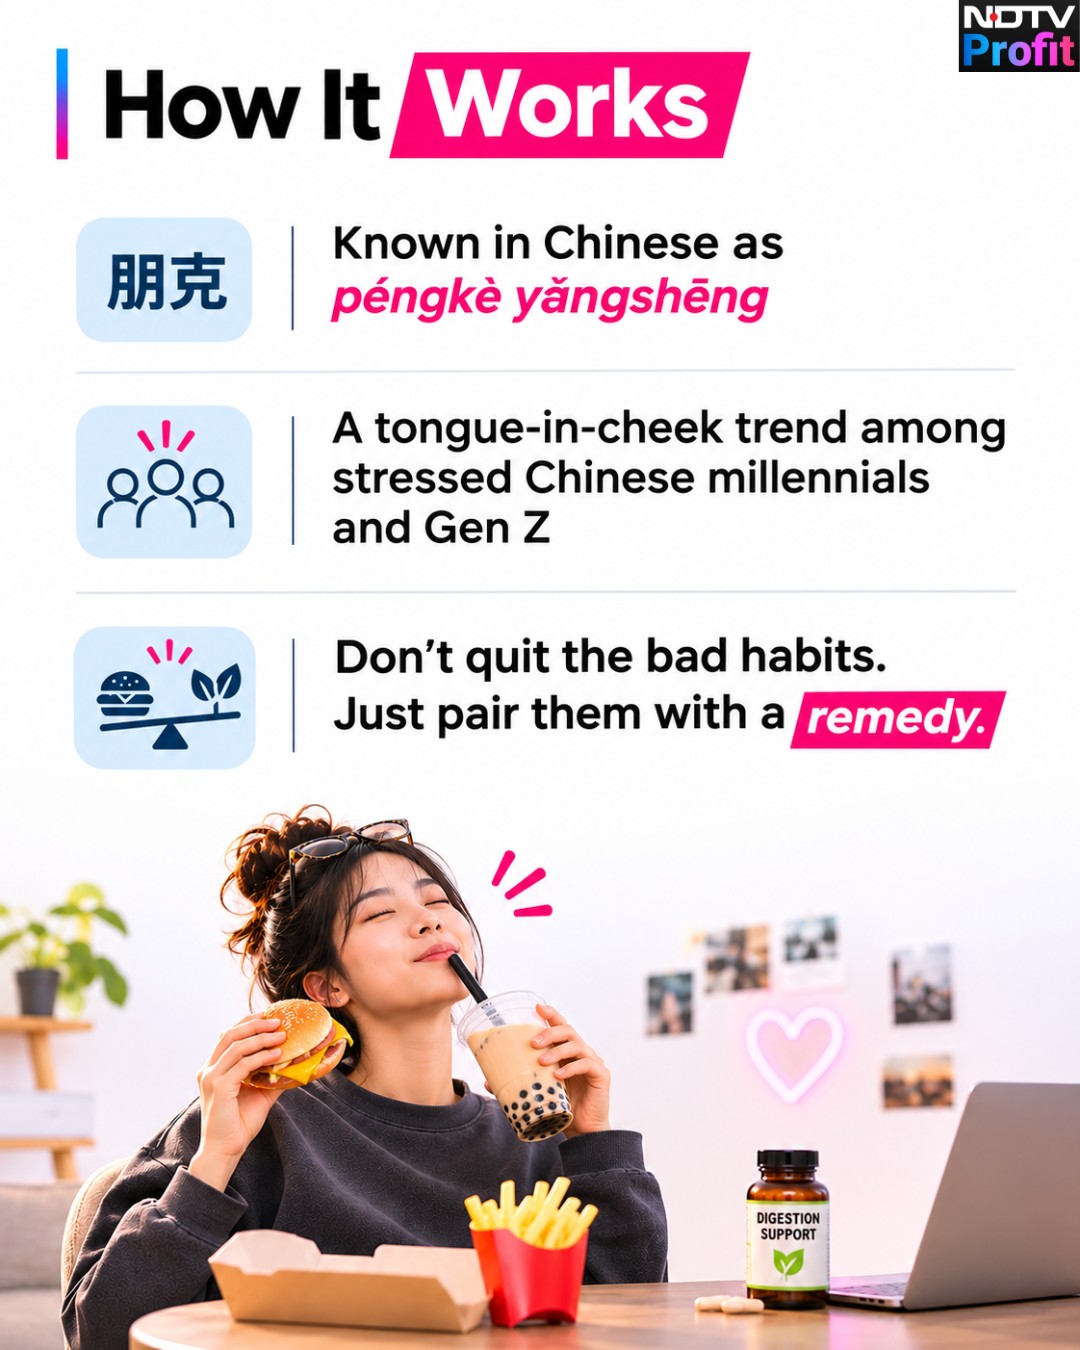 NDTV
Profit
How It Works
朋克
Known in Chinese as
péngkè yǎngshēng
A tongue-in-cheek trend among
stressed Chinese millennials
and Gen Z
Don’t quit the bad habits.
Just pair them with a remedy.
DIGESTION
SUPPORT